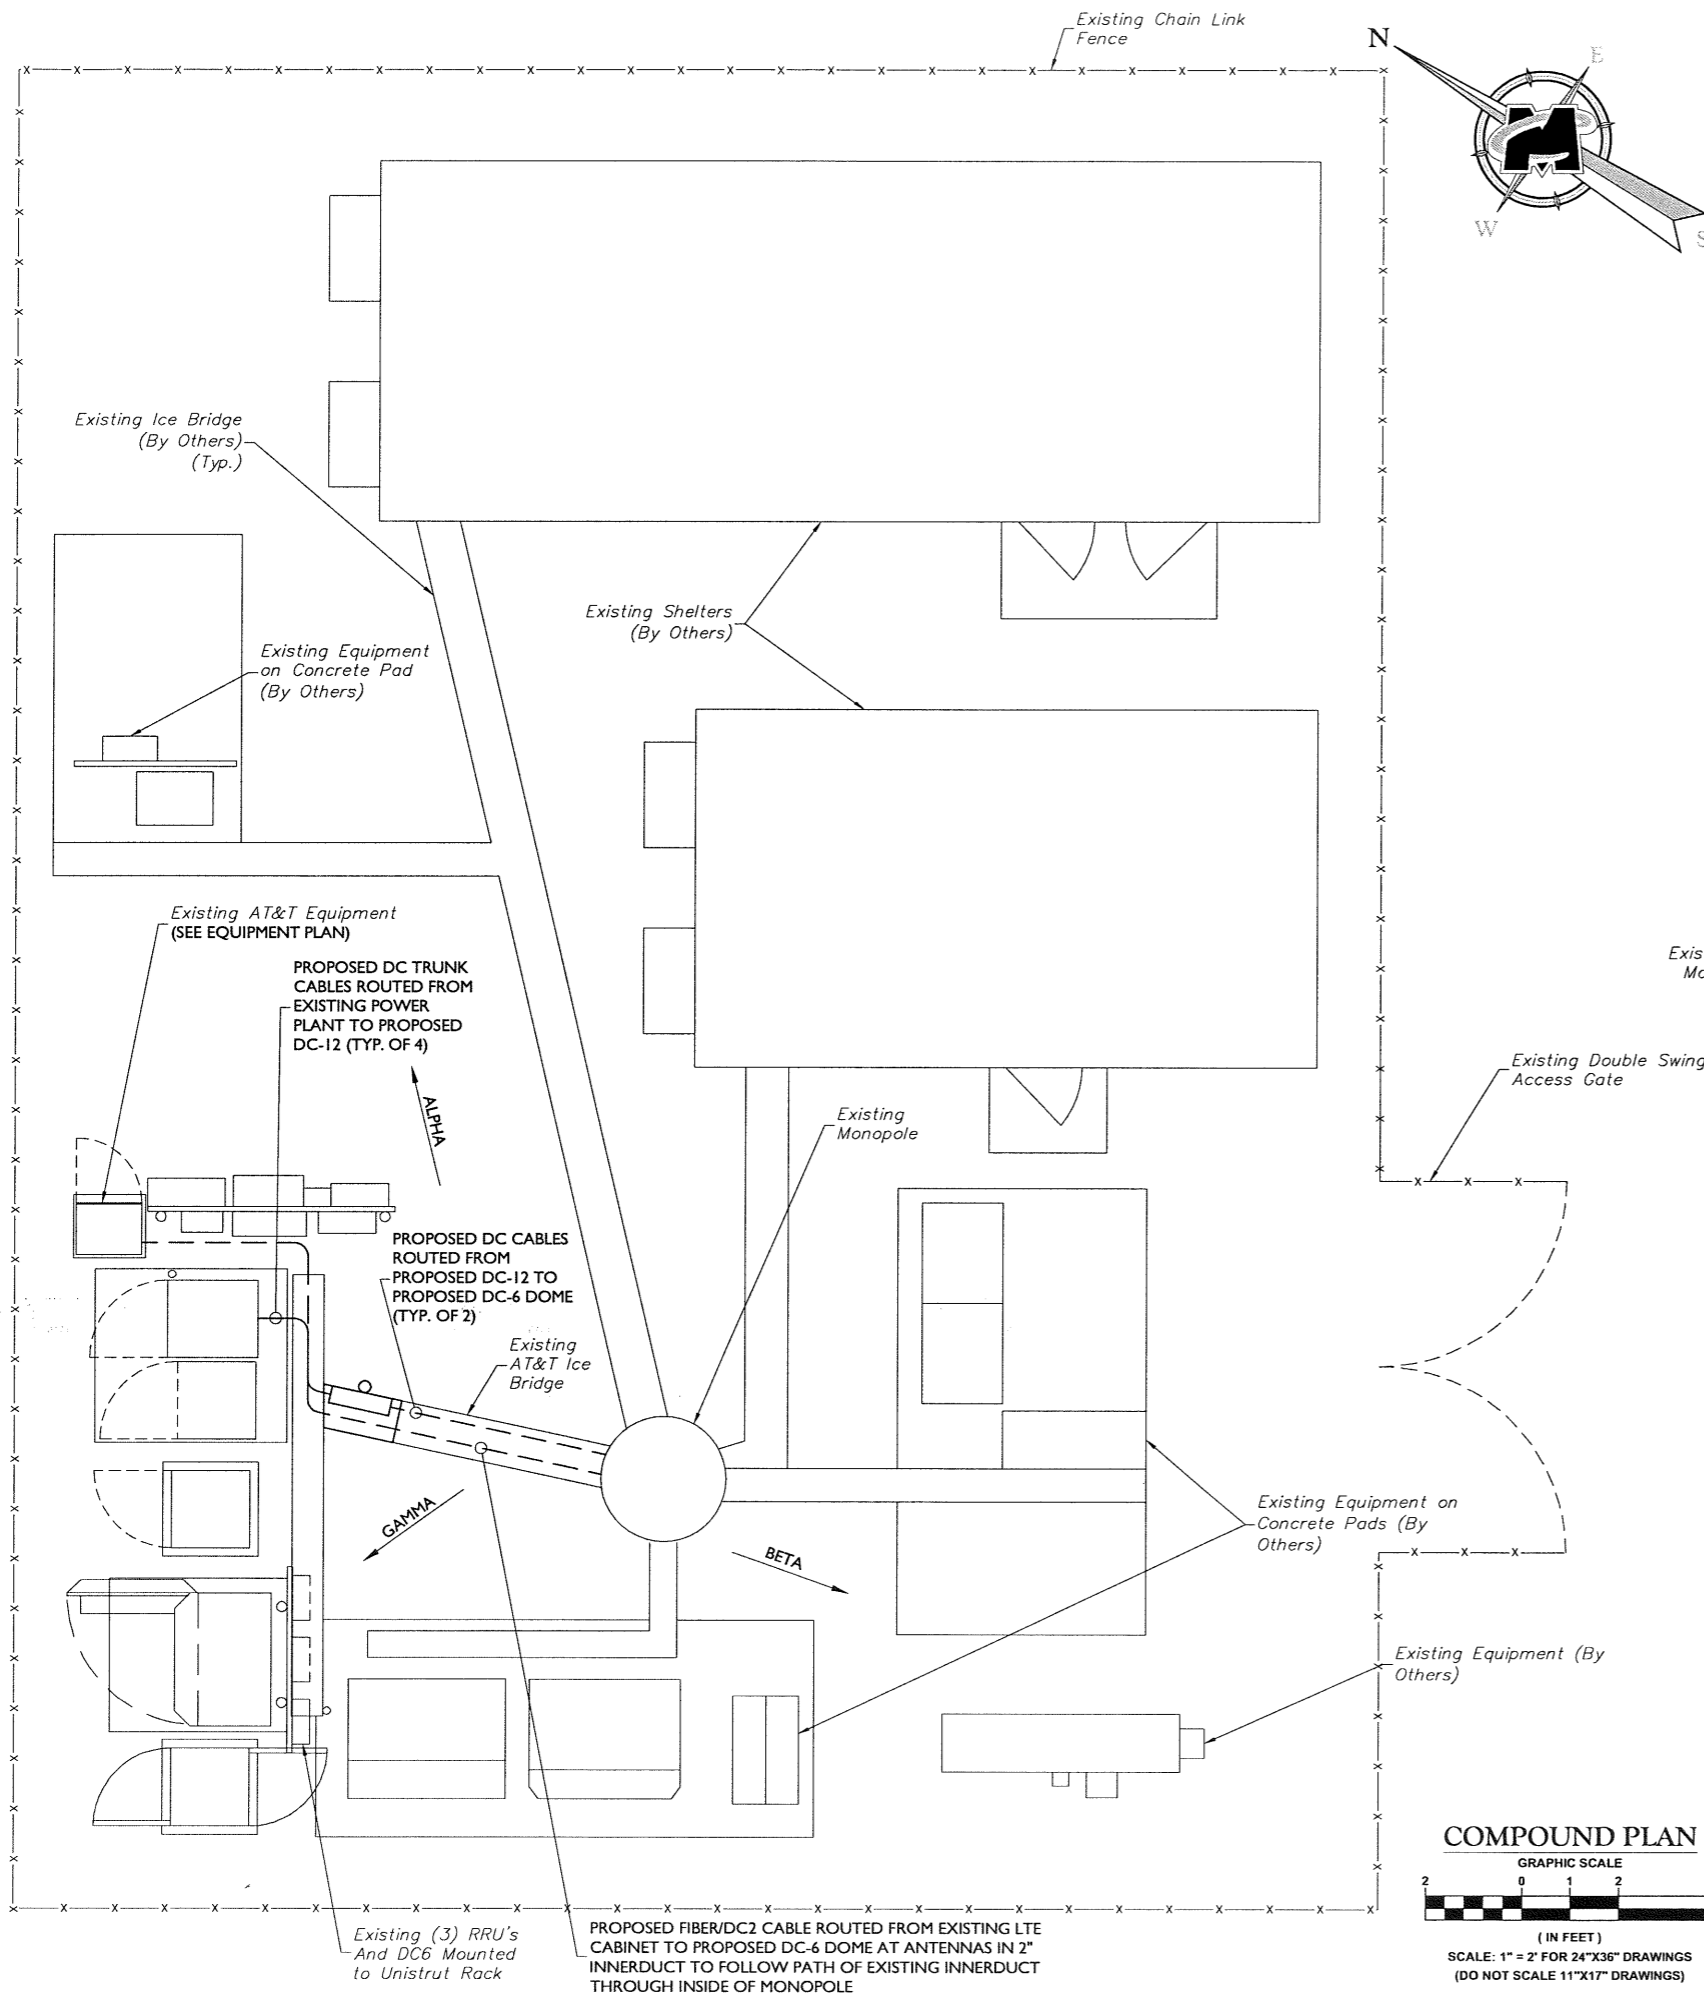 Existing Chain Link
Fence
N
E
W
S
Existing Ice Bridge
(By Others)
(Typ.)
Existing Shelters
(By Others)
Existing Equipment
on Concrete Pad
(By Others)
Existing AT&T Equipment
(SEE EQUIPMENT PLAN)
PROPOSED DC TRUNK
CABLES ROUTED FROM
EXISTING POWER
PLANT TO PROPOSED
DC-12 (TYP. OF 4)
ALPHA
Exis
Mo
Existing Double Swing
Access Gate
Existing
Monopole
PROPOSED DC CABLES
ROUTED FROM
PROPOSED DC-12 TO
PROPOSED DC-6 DOME
(TYP. OF 2)
Existing
AT&T Ice
Bridge
GAMMA
BETA
Existing Equipment on
Concrete Pads (By
Others)
Existing Equipment (By
Others)
Existing (3) RRU's
And DC6 Mounted
to Unistrut Rack
PROPOSED FIBER/DC2 CABLE ROUTED FROM EXISTING LTE
CABINET TO PROPOSED DC-6 DOME AT ANTENNAS IN 2"
INNERDUCT TO FOLLOW PATH OF EXISTING INNERDUCT
THROUGH INSIDE OF MONOPOLE
COMPOUND PLAN
GRAPHIC SCALE
2 0 1 2
( IN FEET )
SCALE: 1" = 2' FOR 24"X36" DRAWINGS
(DO NOT SCALE 11"X17" DRAWINGS)